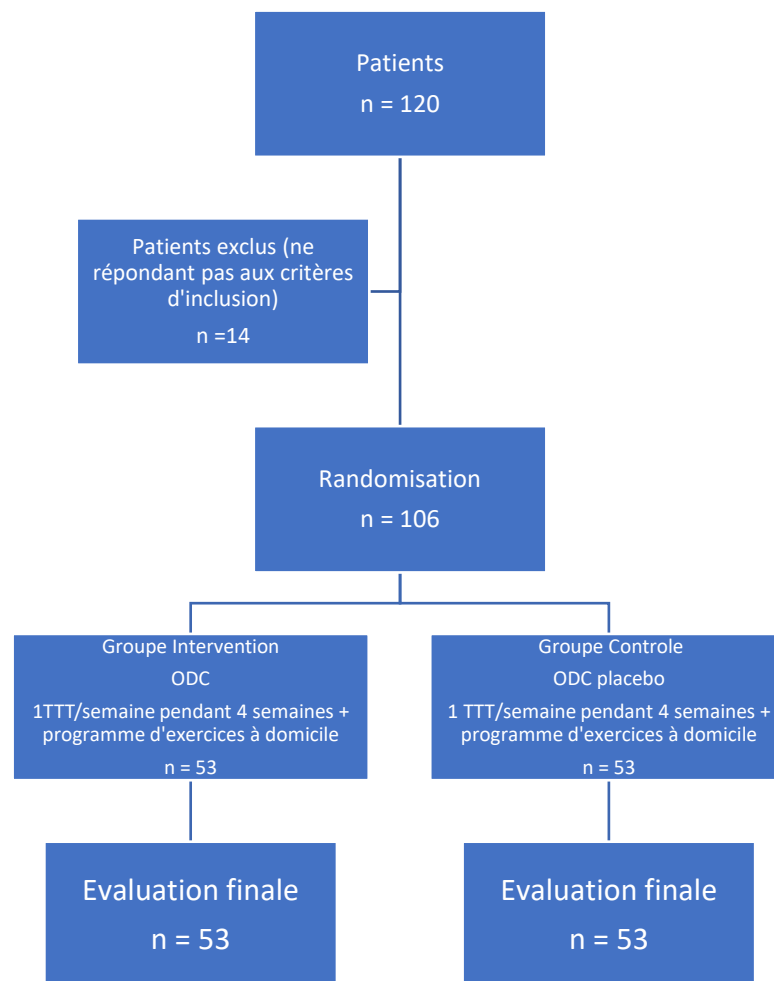 Patients
n = 120
Patients exclus (ne
répondant pas aux critères
d'inclusion)
n =14
Randomisation
n = 106
Groupe Intervention
ODC
1TTT/semaine pendant 4 semaines +
programme d'exercices à domicile
n = 53
Groupe Controle
ODC placebo
1 TTT/semaine pendant 4 semaines +
programme d'exercices à domicile
n = 53
Evaluation finale
n = 53
Evaluation finale
n = 53